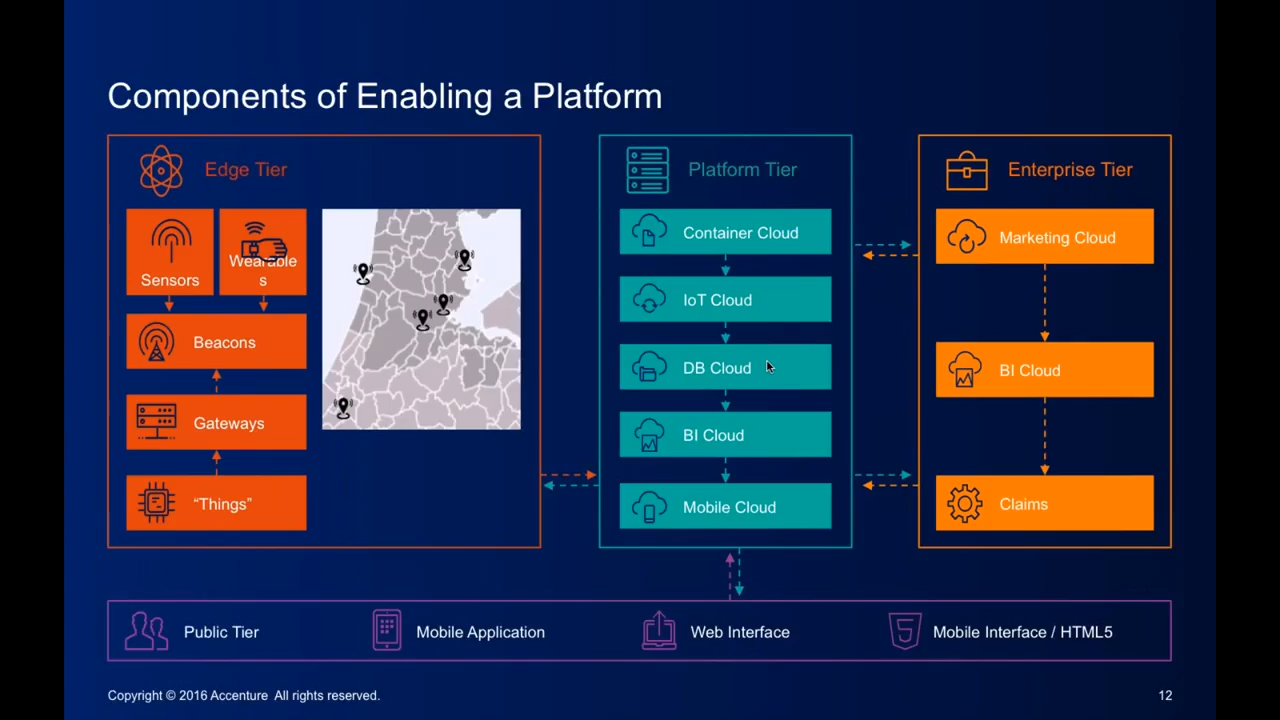 Components of Enabling a Platform
Edge Tier
Sensors
Wearable
s
Beacons
Gateways
“Things”
Platform Tier
Container Cloud
IoT Cloud
DB Cloud
BI Cloud
Mobile Cloud
Enterprise Tier
Marketing Cloud
BI Cloud
Claims
Public Tier
Mobile Application
Web Interface
Mobile Interface / HTML5
Copyright © 2016 Accenture All rights reserved.
12